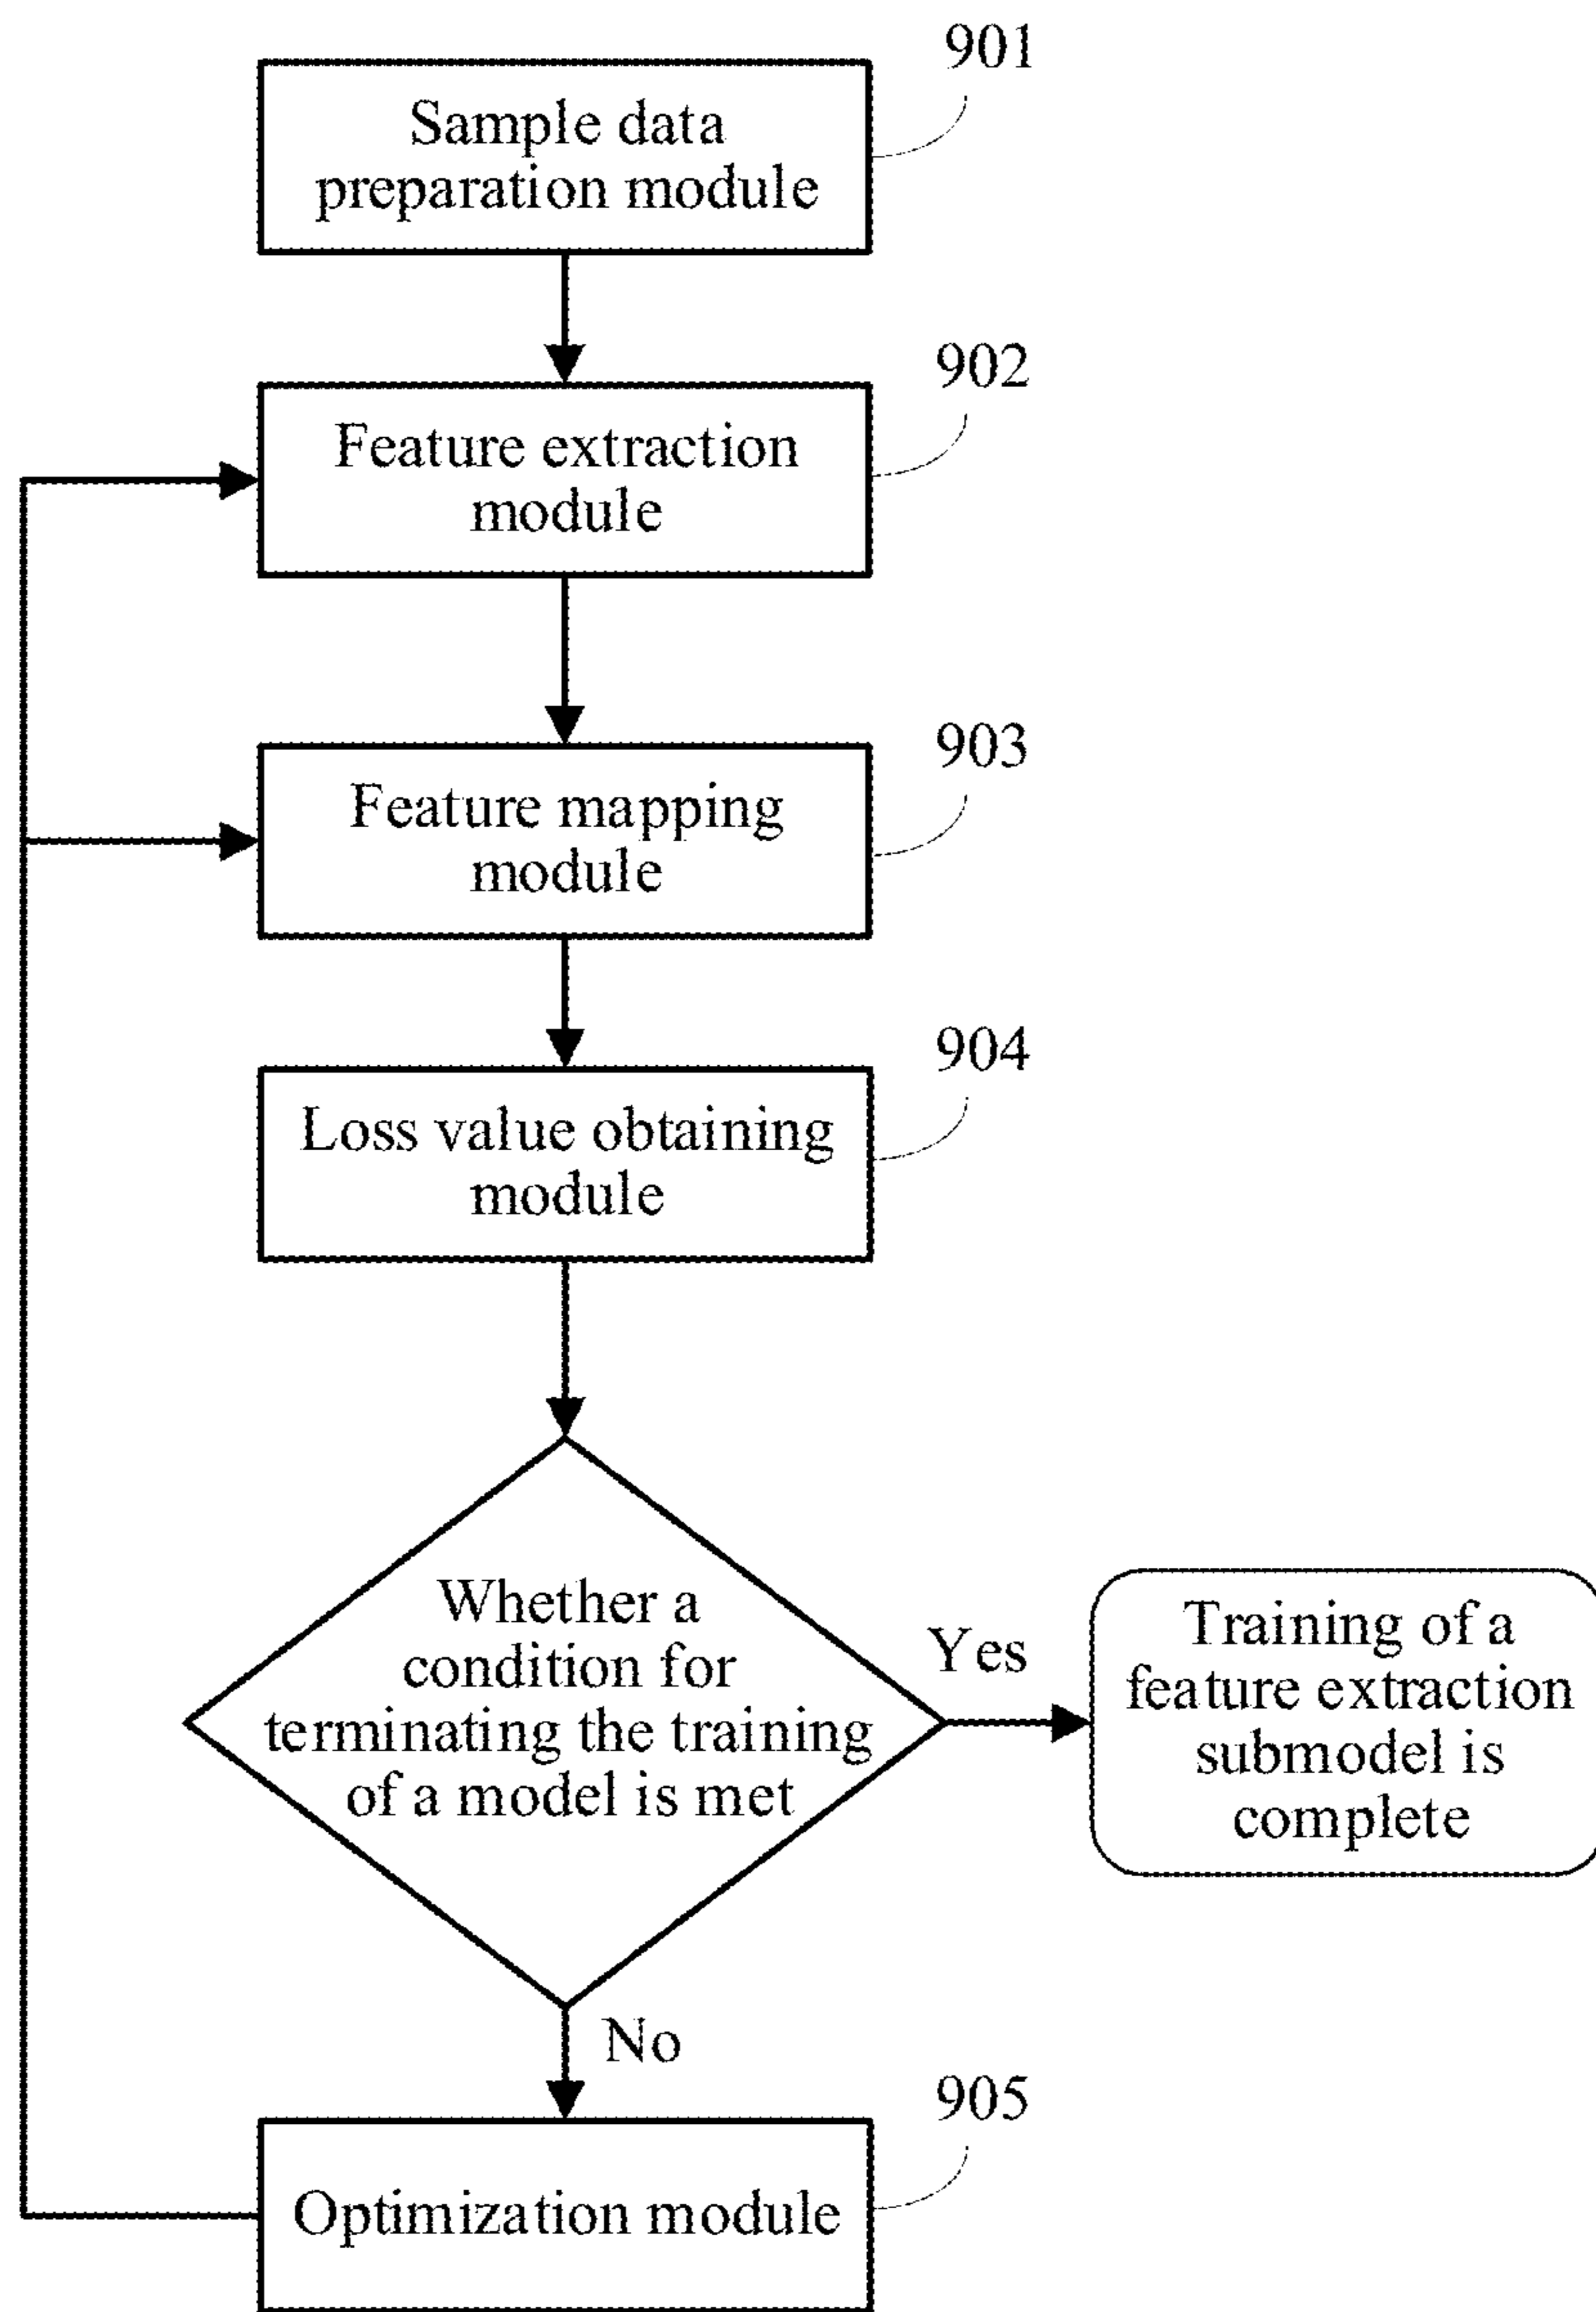 901
Sample data
preparation module
902
Feature extraction
module
903
Feature mapping
module
904
Loss value obtaining
module
Whether a
condition for
terminating the training
of a model is met
Yes
Training of a
feature extraction
submodel is
complete
No
905
Optimization module